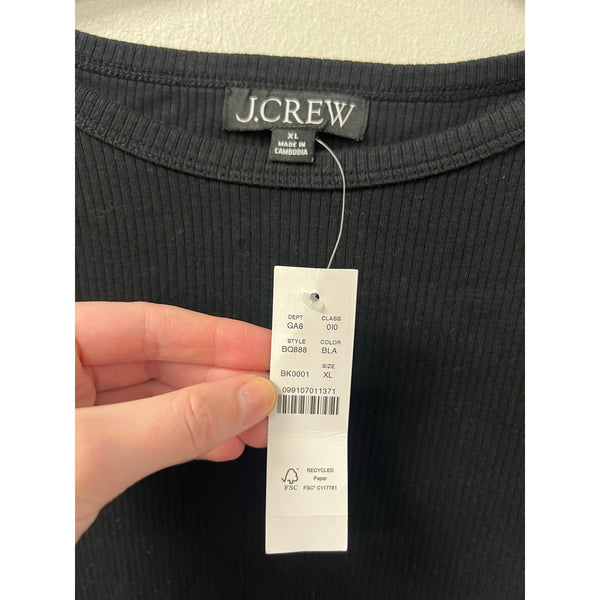 J.CREW
XL
MADE IN
CAMBODIA
DEPT CLASS
GA8 010
STYLE COLOR
BQ888 BLA
SIZE
BK0001 XL
099107011371
RECYCLED
Paper
FSC® C117781
FSC